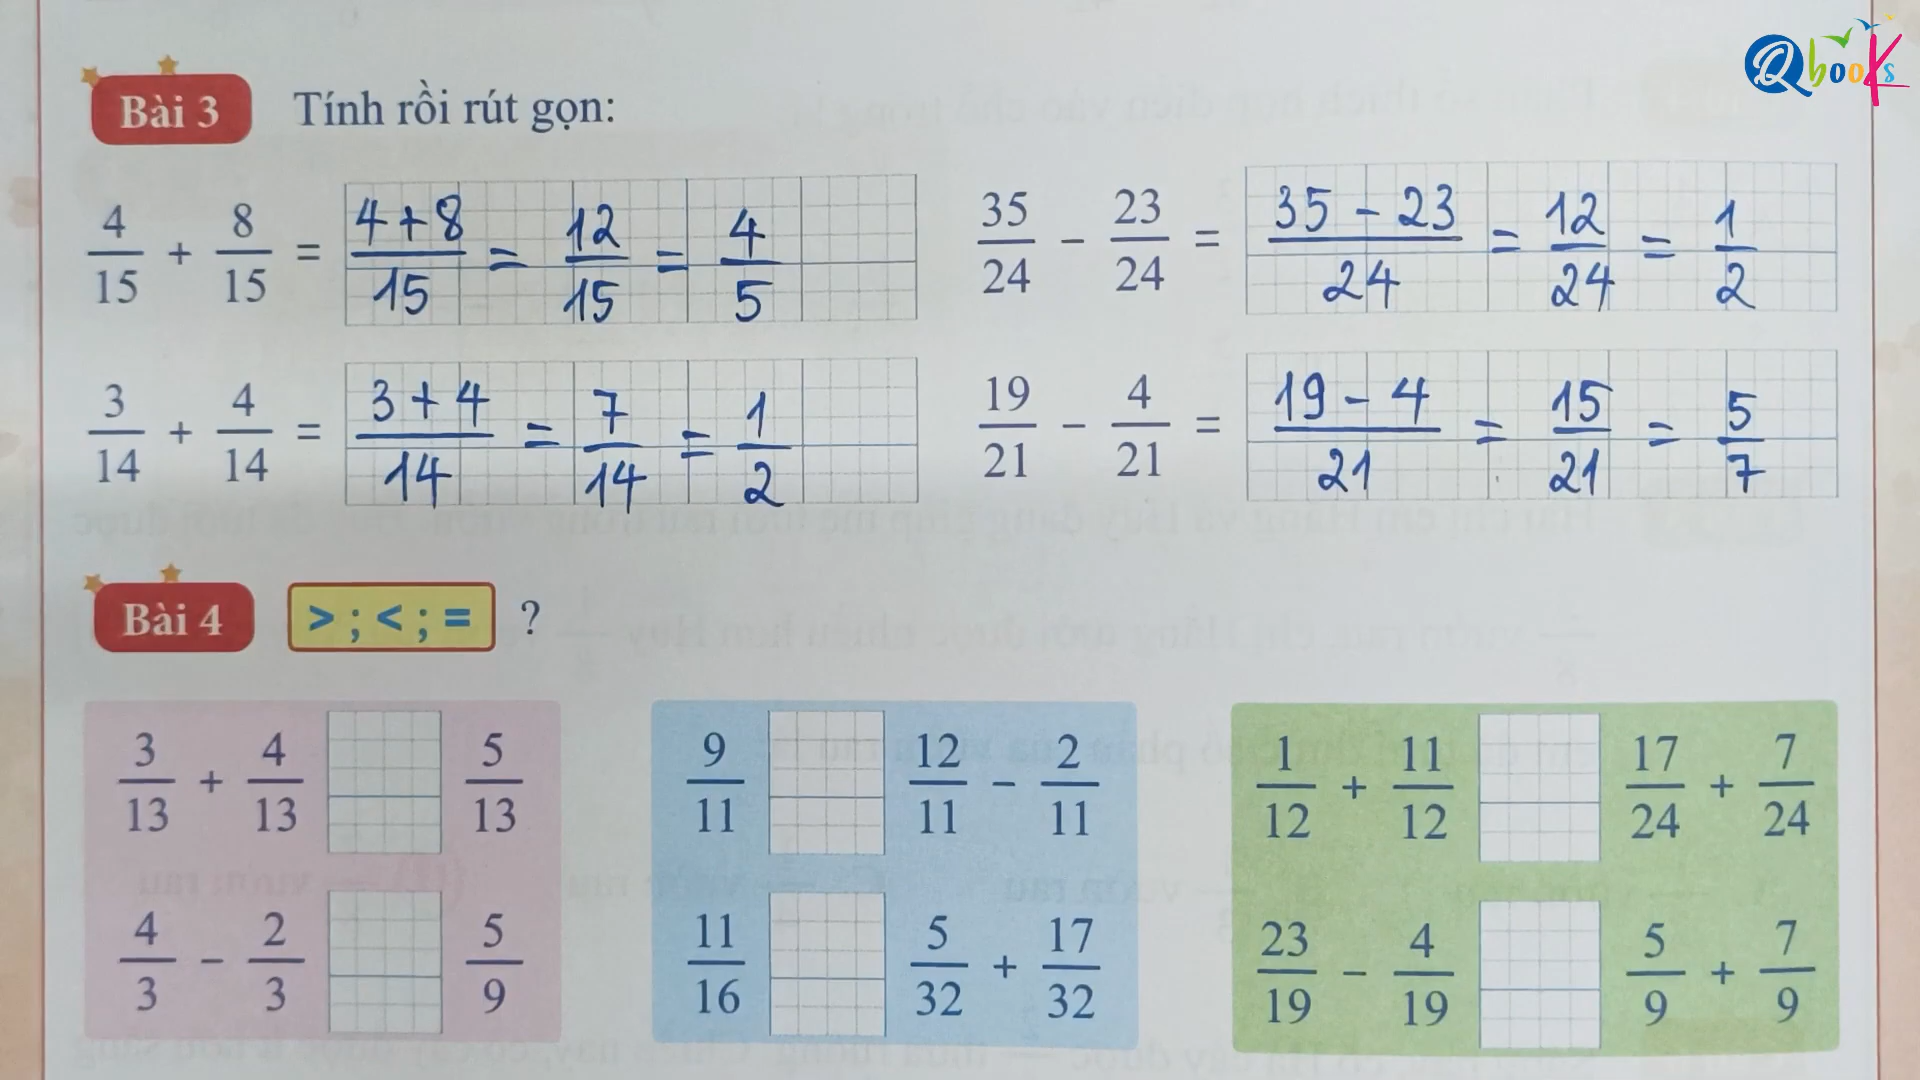 Qbooks
Bài 3 Tính rồi rút gọn:
4/15 + 8/15 = (4 + 8)/15 = 12/15 = 4/5
35/24 - 23/24 = (35 - 23)/24 = 12/24 = 1/2
3/14 + 4/14 = (3 + 4)/14 = 7/14 = 1/2
19/21 - 4/21 = (19 - 4)/21 = 15/21 = 5/7
Bài 4 > ; < ; = ?
3/13 + 4/13 5/13
9/11 12/11 - 2/11
1/12 + 11/12 17/24 + 7/24
4/3 - 2/3 5/9
11/16 5/32 + 17/32
23/19 - 4/19 5/9 + 7/9